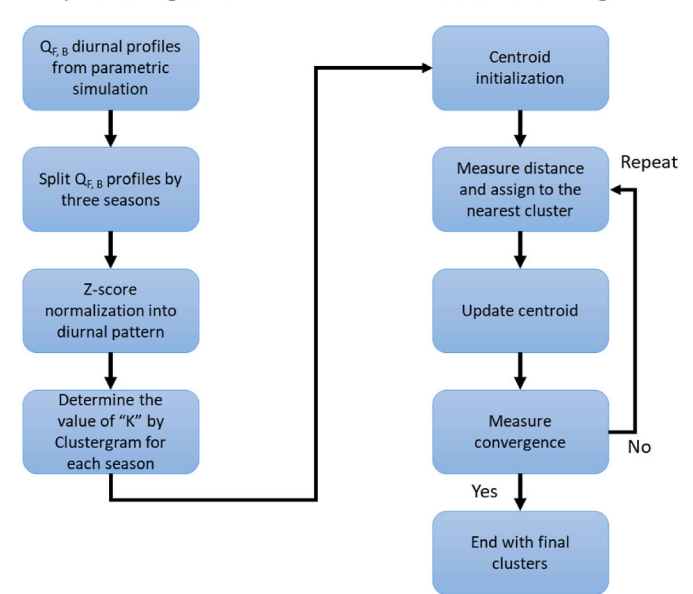 Q_F, B diurnal profiles
from parametric
simulation
Split Q_F, B profiles by
three seasons
Z-score
normalization into
diurnal pattern
Determine the
value of “K” by
Clustergram for
each season
Centroid
initialization
Measure distance
and assign to the
nearest cluster
Repeat
Update centroid
Measure
convergence
No
Yes
End with final
clusters